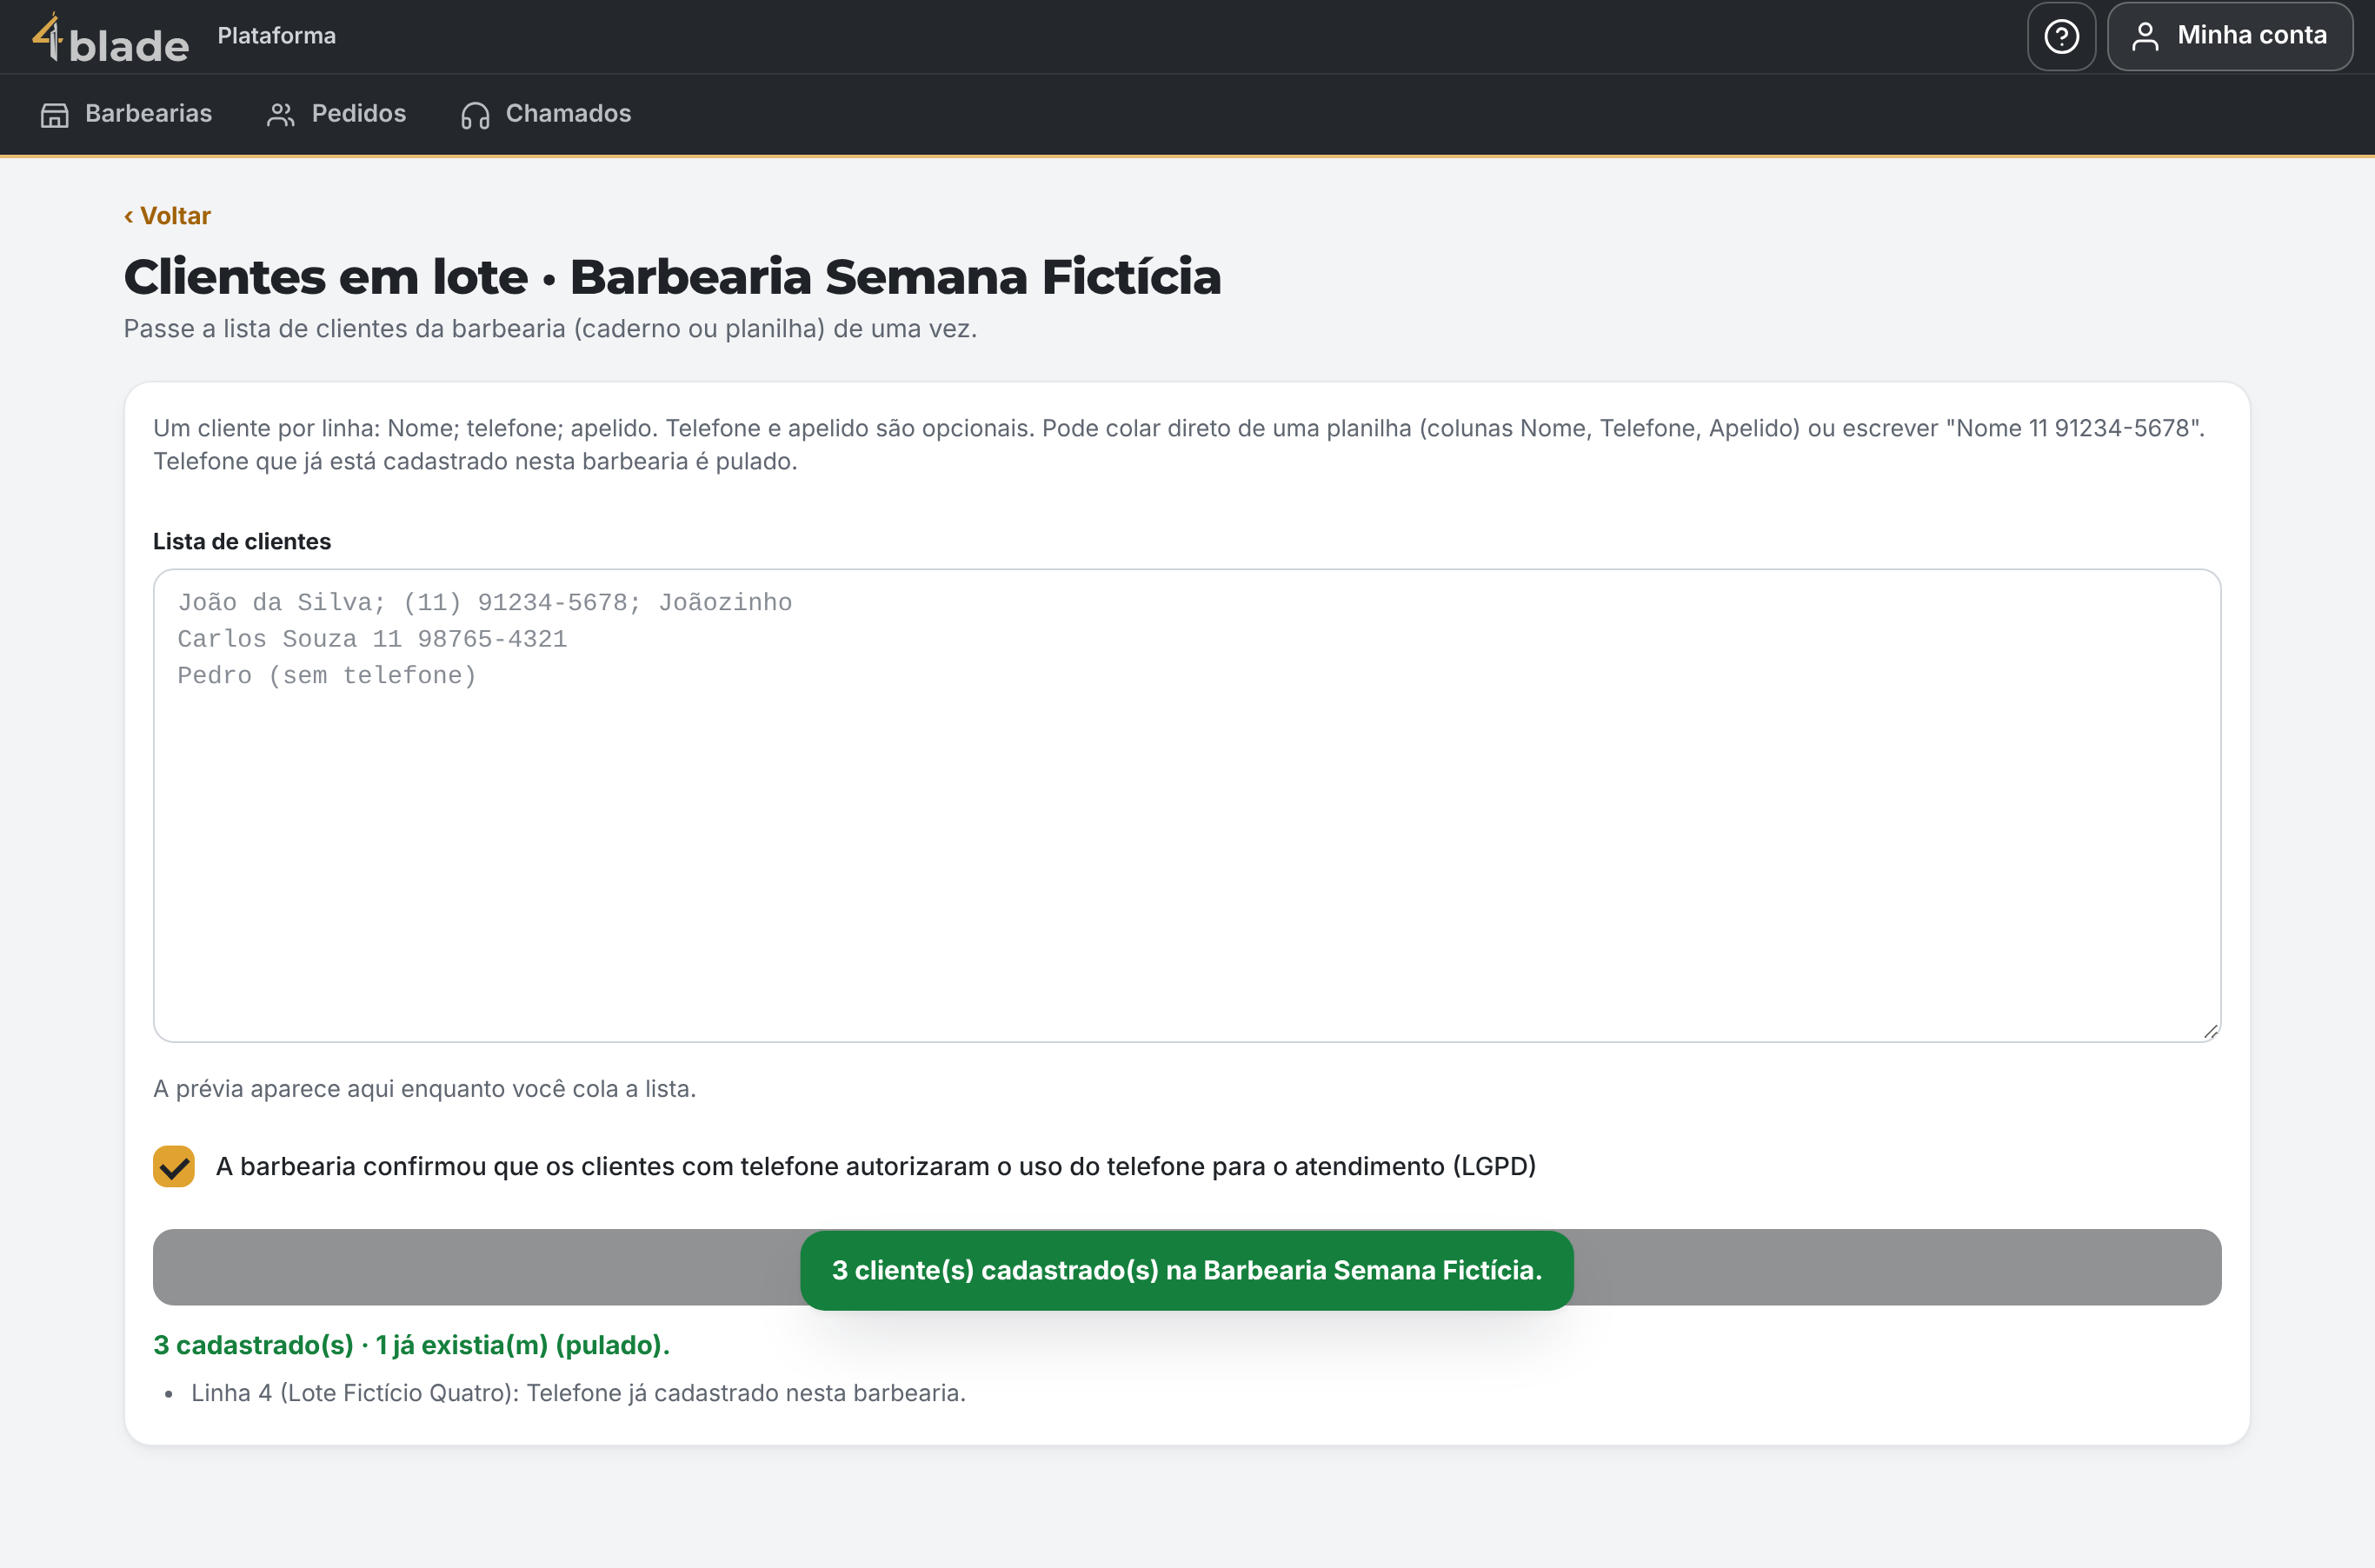 4blade
Plataforma
Minha conta
Barbearias
Pedidos
Chamados
‹ Voltar
Clientes em lote • Barbearia Semana Fictícia
Passe a lista de clientes da barbearia (caderno ou planilha) de uma vez.
Um cliente por linha: Nome; telefone; apelido. Telefone e apelido são opcionais. Pode colar direto de uma planilha (colunas Nome, Telefone, Apelido) ou escrever "Nome 11 91234-5678".
Telefone que já está cadastrado nesta barbearia é pulado.
Lista de clientes
João da Silva; (11) 91234-5678; Joãozinho
Carlos Souza 11 98765-4321
Pedro (sem telefone)
A prévia aparece aqui enquanto você cola a lista.
A barbearia confirmou que os clientes com telefone autorizaram o uso do telefone para o atendimento (LGPD)
3 cliente(s) cadastrado(s) na Barbearia Semana Fictícia.
3 cadastrado(s) · 1 já existia(m) (pulado).
• Linha 4 (Lote Fictício Quatro): Telefone já cadastrado nesta barbearia.